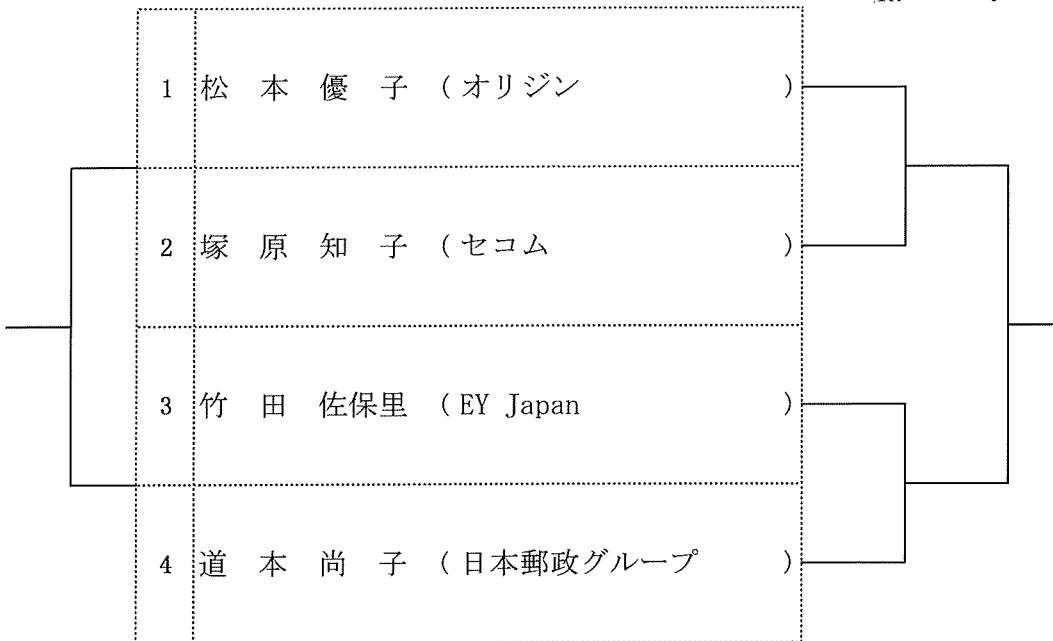 1 松 本 優 子 (オリジン)
2 塚 原 知 子 (セコム)
3 竹 田 佐保里 (EY Japan)
4 道 本 尚 子 (日本郵政グループ)